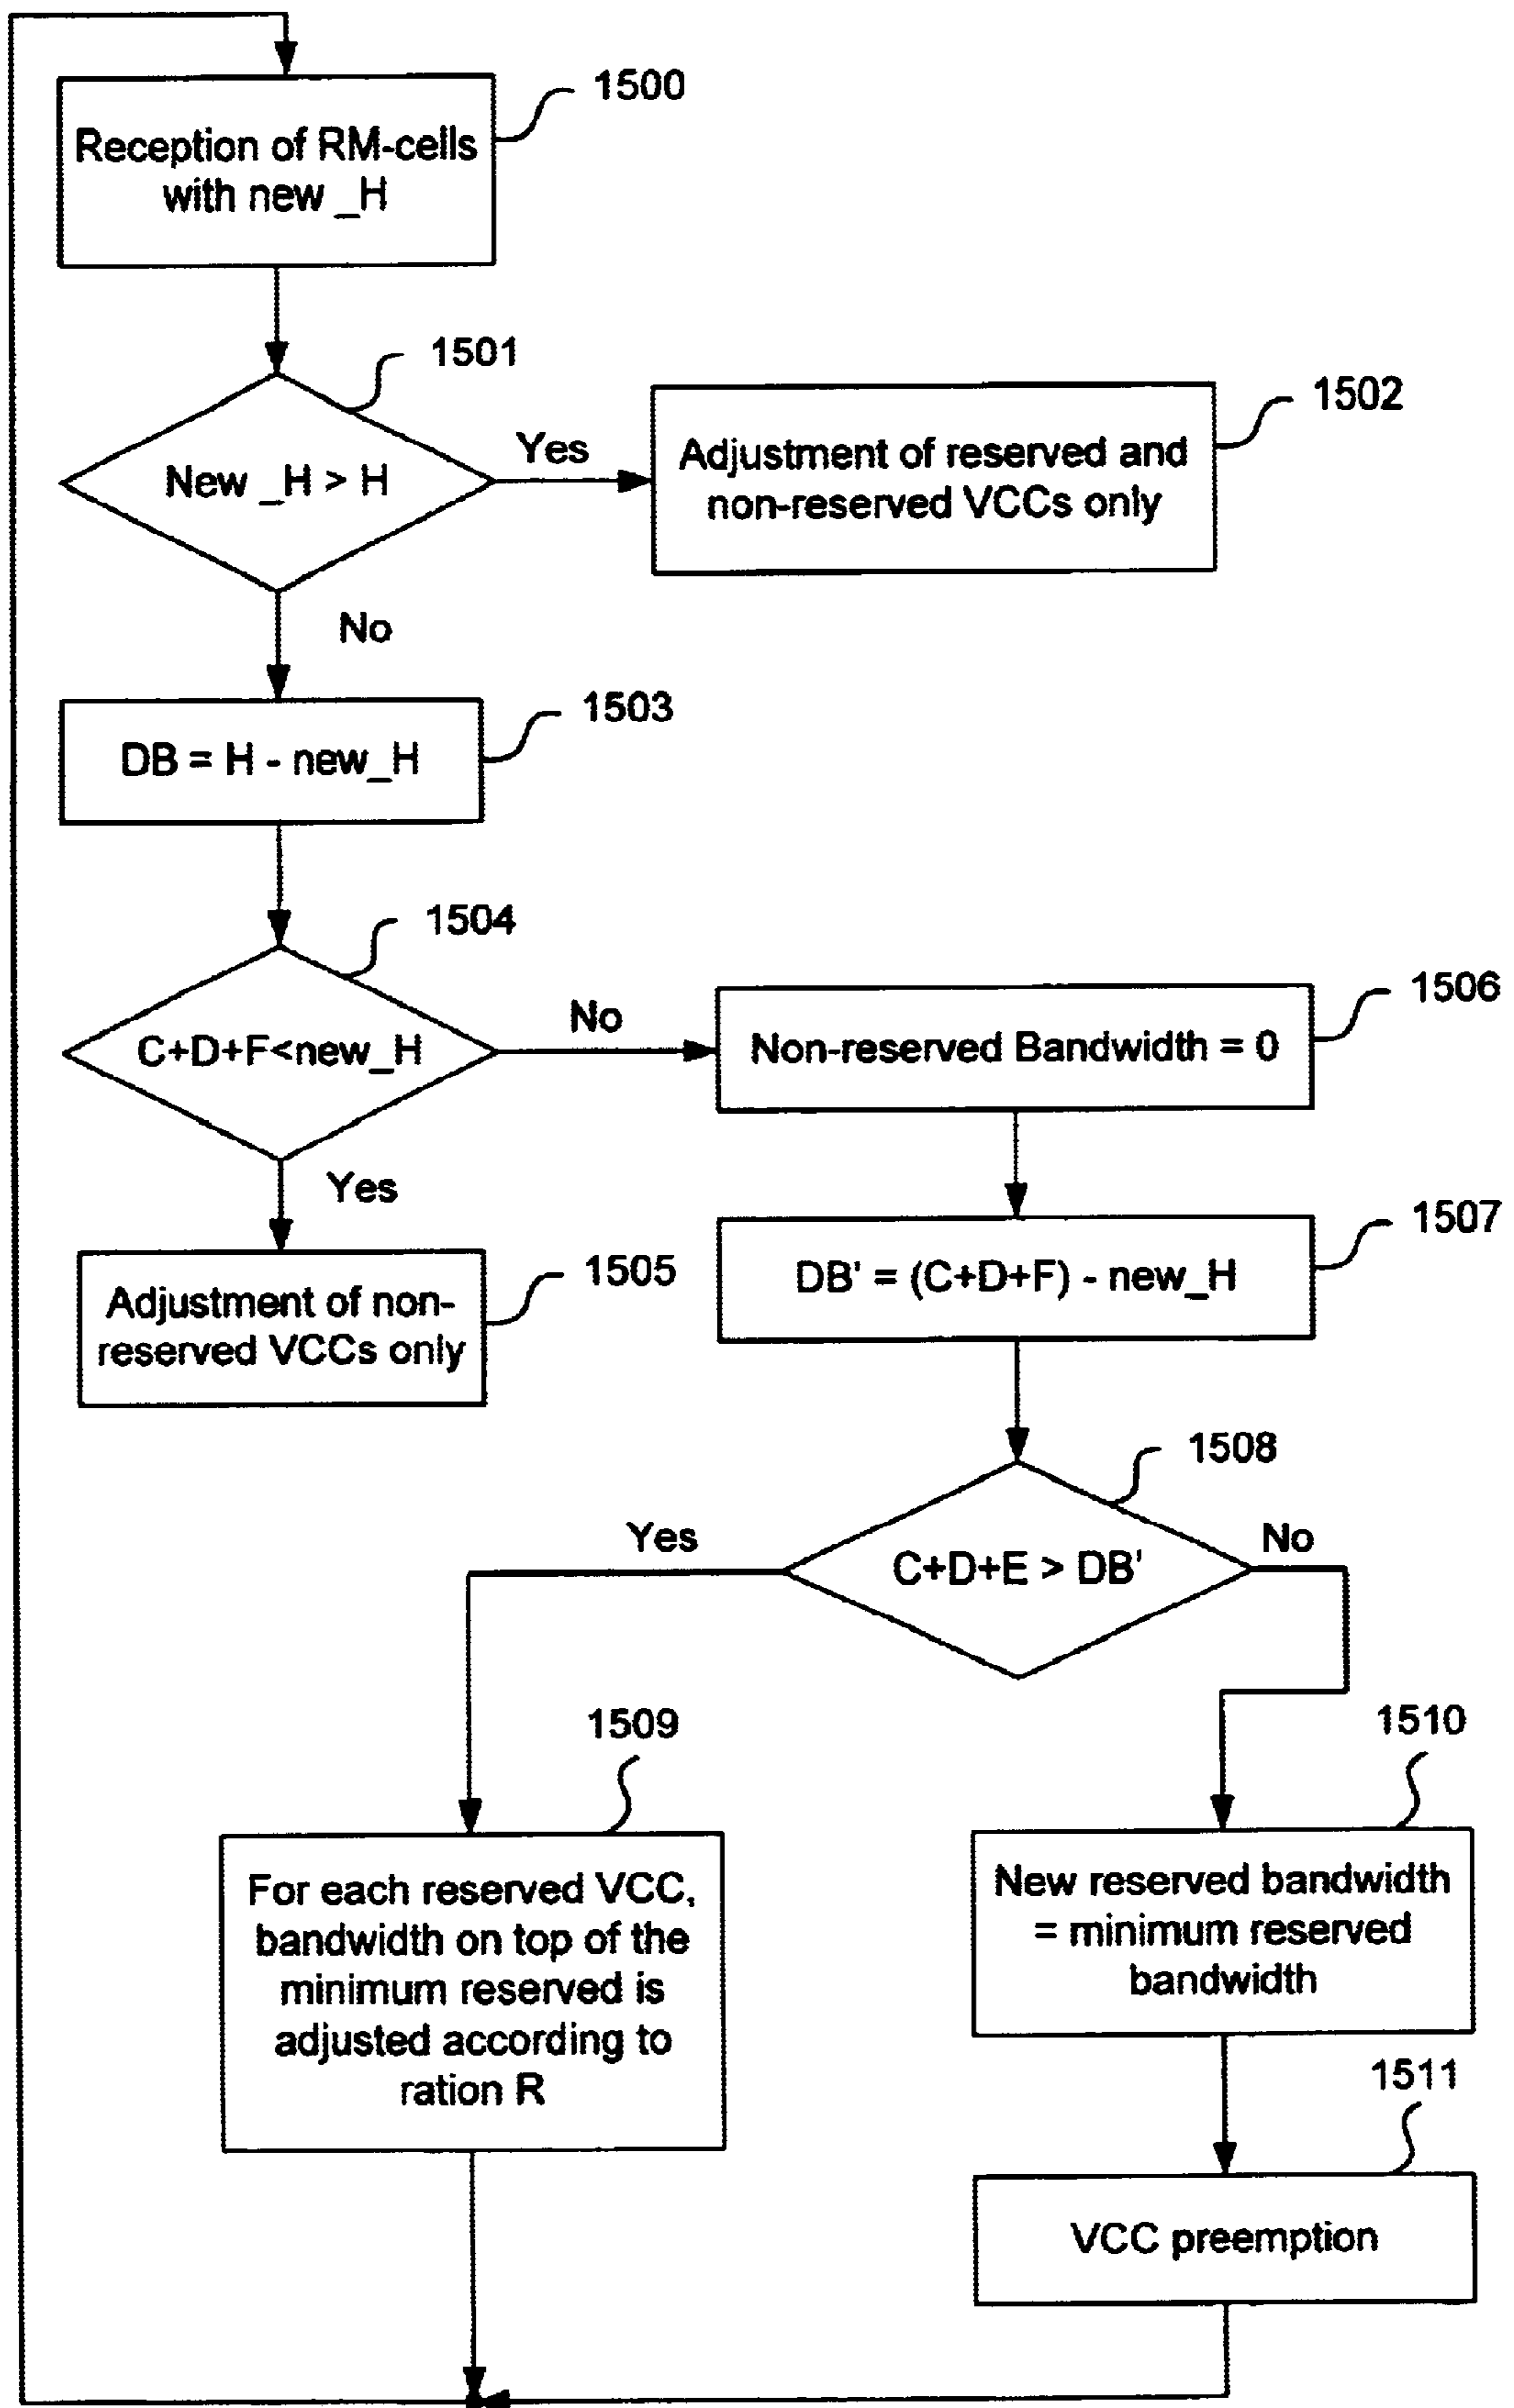 1500
Reception of RM-cells
with new _H
1501
New _H > H
Yes
1502
Adjustment of reserved and
non-reserved VCCs only
No
1503
DB = H - new_H
1504
C+D+F<new_H
No
1506
Non-reserved Bandwidth = 0
Yes
1505
Adjustment of non-
reserved VCCs only
1507
DB' = (C+D+F) - new_H
1508
C+D+E > DB'
Yes
No
1509
For each reserved VCC,
bandwidth on top of the
minimum reserved is
adjusted according to
ration R
1510
New reserved bandwidth
= minimum reserved
bandwidth
1511
VCC preemption